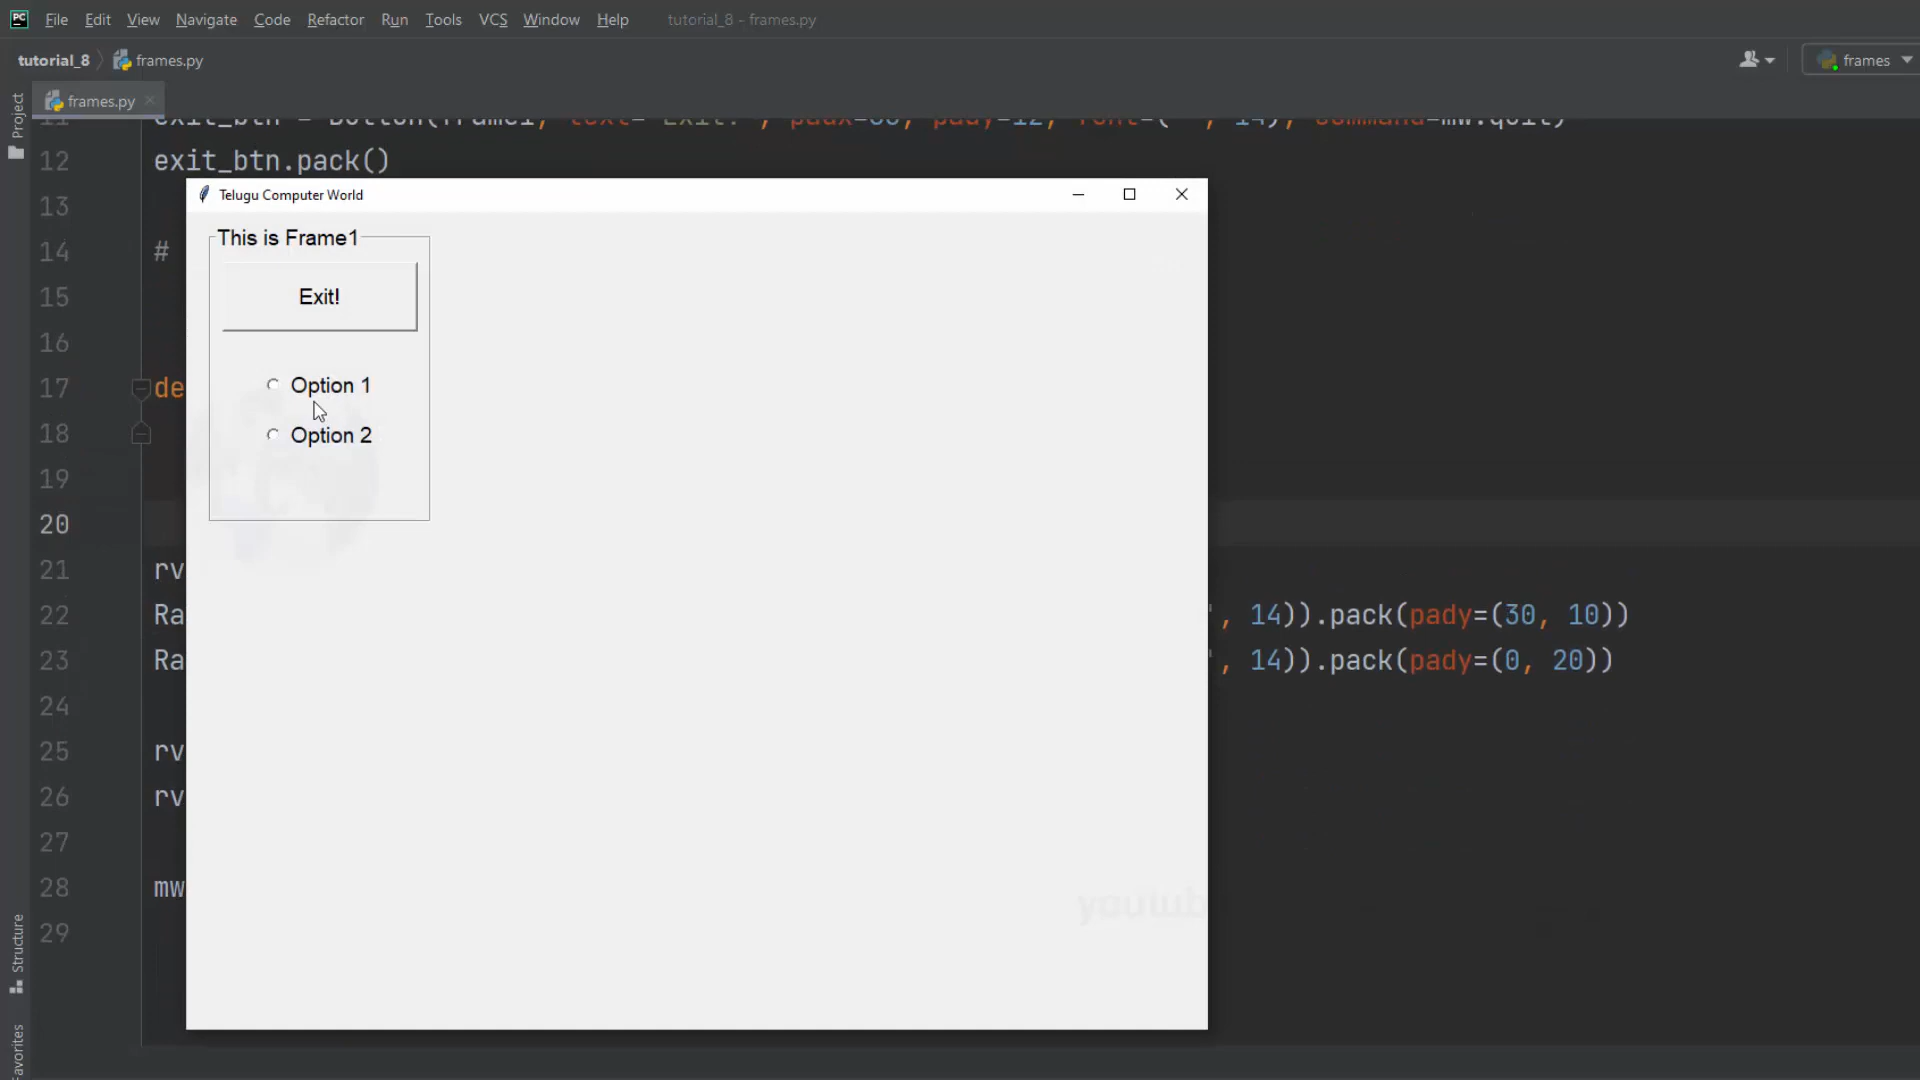 File Edit View Navigate Code Refactor Run Tools VCS Window Help tutorial_8 - frames.py
tutorial_8 frames.py frames
Project
frames.py
11 exit_btn = Button(frame1, text="Exit!", padx=60, pady=12, font=("", 14), command=mw.quit)
12 exit_btn.pack()
13
14 #
15
16
17 de
18
19
20
21 rv
22 Ra ", 14)).pack(pady=(30, 10))
23 Ra ", 14)).pack(pady=(0, 20))
24
25 rv
26 rv
27
28 mw
29
Telugu Computer World
This is Frame1
Exit!
Option 1
Option 2
youtub
Structure
Favorites